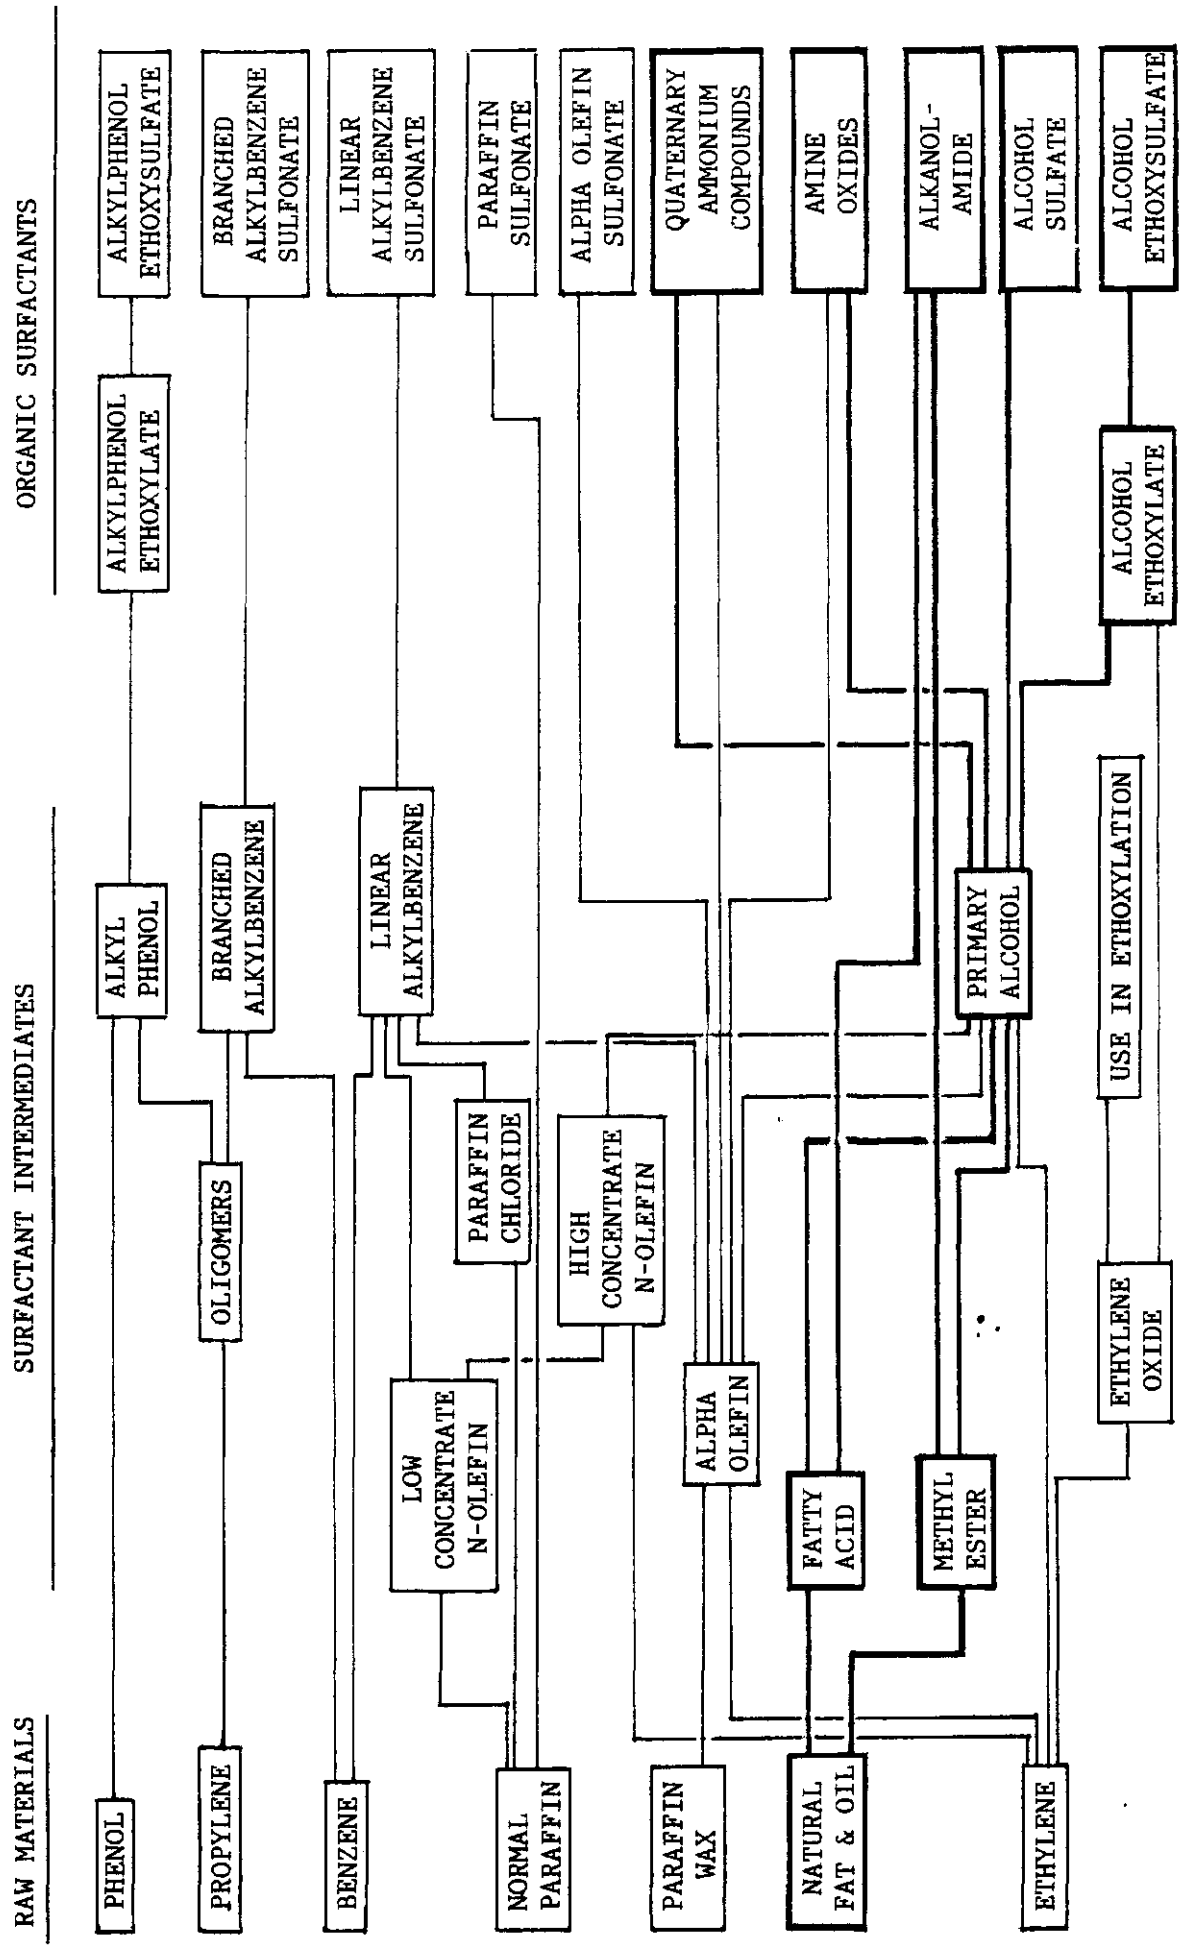 RAW MATERIALS
SURFACTANT INTERMEDIATES
ORGANIC SURFACTANTS
PHENOL
ALKYL
PHENOL
ALKYLPHENOL
ETHOXYLATE
ALKYLPHENOL
ETHOXYSULFATE
PROPYLENE
OLIGOMERS
BRANCHED
ALKYLBENZENE
BRANCHED
ALKYLBENZENE
SULFONATE
BENZENE
LINEAR
ALKYLBENZENE
LINEAR
ALKYLBENZENE
SULFONATE
LOW
CONCENTRATE
N-OLEFIN
PARAFFIN
CHLORIDE
PARAFFIN
SULFONATE
NORMAL
PARAFFIN
HIGH
CONCENTRATE
N-OLEFIN
ALPHA OLEFIN
SULFONATE
PARAFFIN
WAX
ALPHA
OLEFIN
QUATERNARY
AMMONIUM
COMPOUNDS
NATURAL
FAT & OIL
FATTY
ACID
AMINE
OXIDES
METHYL
ESTER
ALKANOL-
AMIDE
PRIMARY
ALCOHOL
ALCOHOL
SULFATE
ETHYLENE
ETHYLENE
OXIDE
USE IN ETHOXYLATION
ALCOHOL
ETHOXYLATE
ALCOHOL
ETHOXYSULFATE